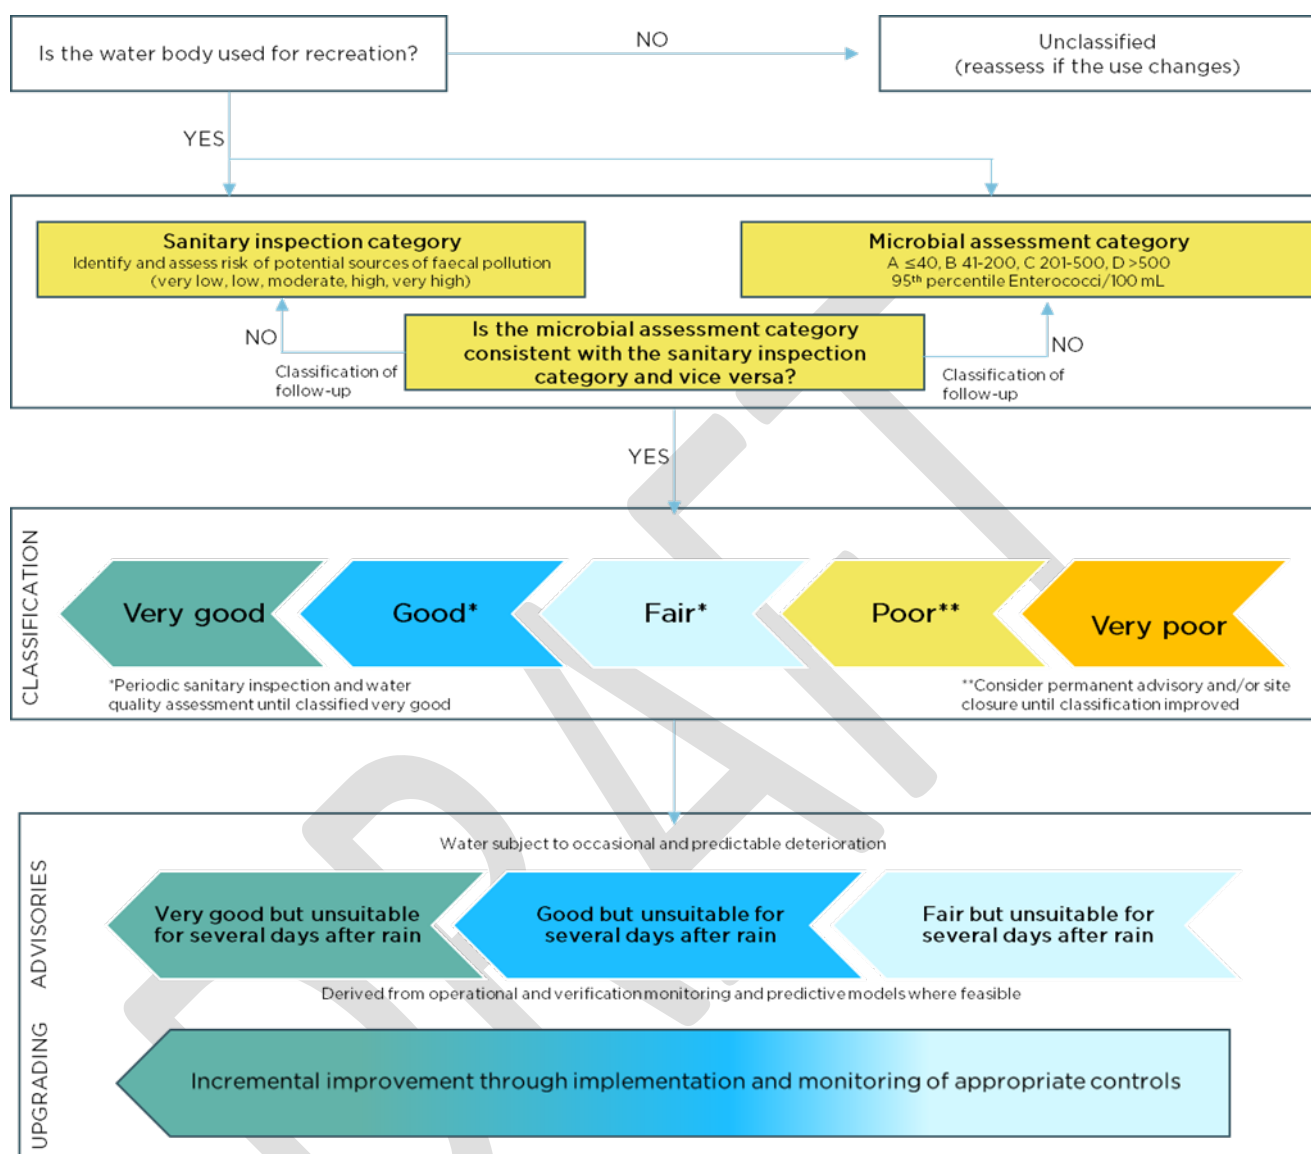 Is the water body used for recreation?
NO
Unclassified
(reassess if the use changes)
YES
Sanitary inspection category
Identify and assess risk of potential sources of faecal pollution
(very low, low, moderate, high, very high)
Microbial assessment category
A ≤40, B 41-200, C 201-500, D >500
95th percentile Enterococci/100 mL
Is the microbial assessment category
consistent with the sanitary inspection
category and vice versa?
NO
Classification of
follow-up
NO
Classification of
follow-up
YES
CLASSIFICATION
Very good
Good*
Fair*
Poor**
Very poor
*Periodic sanitary inspection and water
quality assessment until classified very good
**Consider permanent advisory and/or site
closure until classification improved
ADVISORIES
Water subject to occasional and predictable deterioration
Very good but unsuitable
for several days after rain
Good but unsuitable for
several days after rain
Fair but unsuitable for
several days after rain
Derived from operational and verification monitoring and predictive models where feasible
UPGRADING
Incremental improvement through implementation and monitoring of appropriate controls
DRAFT